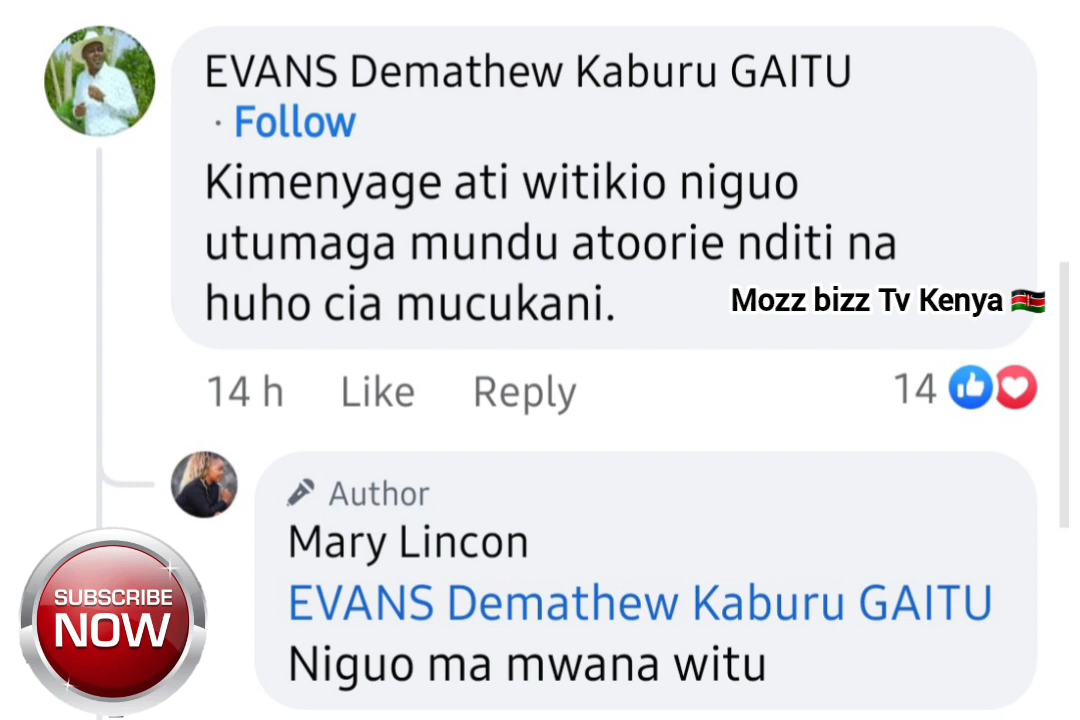 EVANS Demathew Kaburu GAITU
· Follow
Kimenyage ati witikio niguo
utumaga mundu atoorie nditi na
huho cia mucukani.
Mozz bizz Tv Kenya 🇰🇪
14 h Like Reply 14
Author
Mary Lincon
EVANS Demathew Kaburu GAITU
Niguo ma mwana witu
SUBSCRIBE
NOW